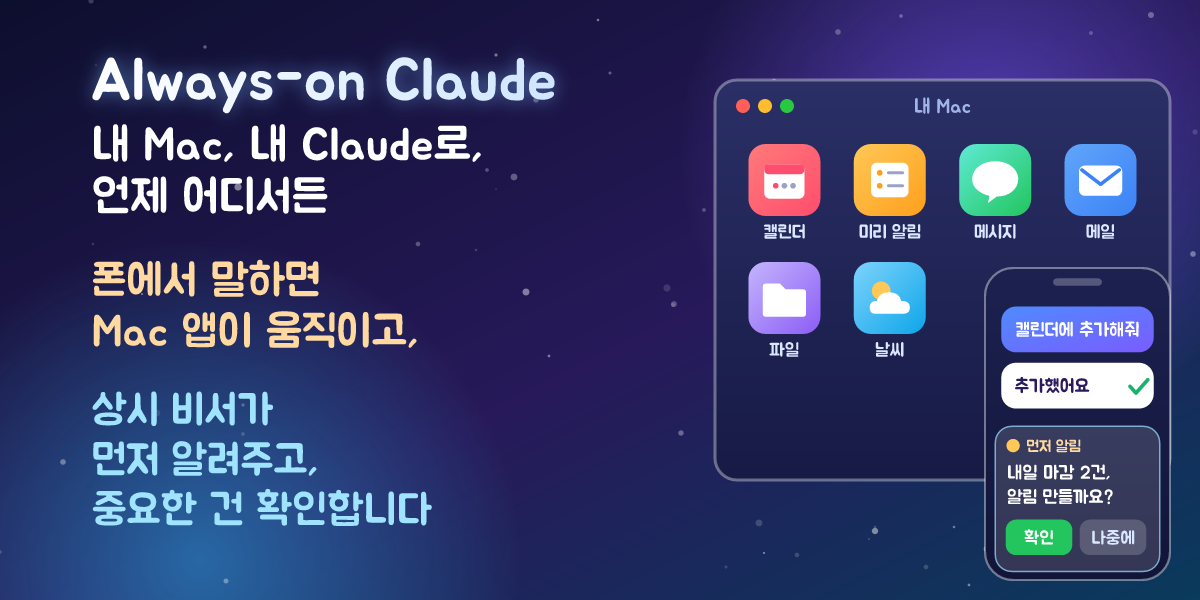 Always-on Claude
내 Mac, 내 Claude로,
언제 어디서든
폰에서 말하면
Mac 앱이 움직이고,
상시 비서가
먼저 알려주고,
중요한 건 확인합니다
내 Mac
캘린더
미리 알림
메시지
메일
파일
날씨
캘린더에 추가해줘
추가했어요
먼저 알림
내일 마감 2건,
알림 만들까요?
확인
나중에